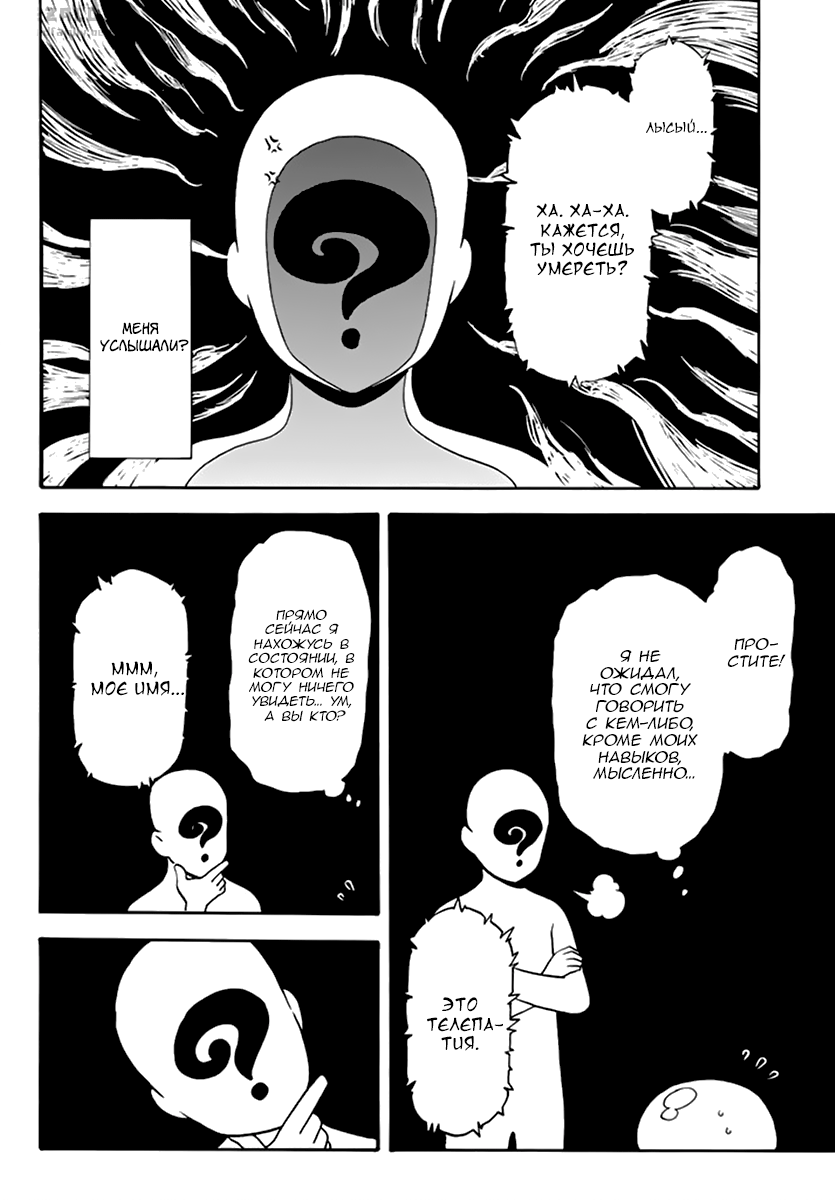 ЛЫСЫЙ...
ХА. ХА-ХА.
КАЖЕТСЯ,
ТЫ ХОЧЕШЬ
УМЕРЕТЬ?
МЕНЯ
УСЛЫШАЛИ?
ПРО-
СТИТЕ!
Я НЕ
ОЖИДАЛ,
ЧТО СМОГУ
ГОВОРИТЬ
С КЕМ-ЛИБО,
КРОМЕ МОИХ
НАВЫКОВ,
МЫСЛЕННО...
ЭТО
ТЕЛЕПА-
ТИЯ.
ПРЯМО
СЕЙЧАС Я
НАХОЖУСЬ В
СОСТОЯНИИ, В
КОТОРОМ НЕ
МОГУ НИЧЕГО
УВИДЕТЬ... УМ,
А ВЫ КТО?
МММ,
МОЕ ИМЯ...